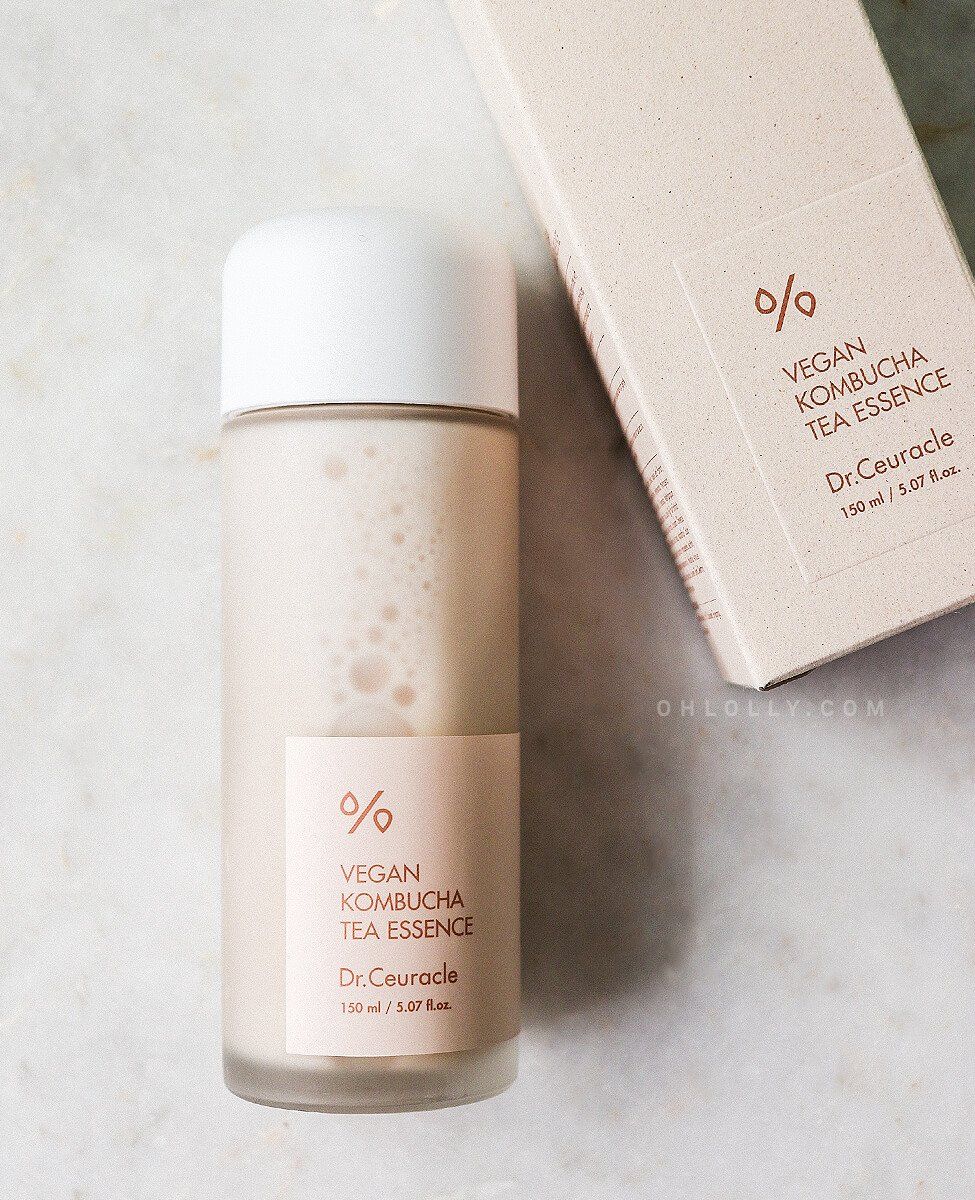 %
VEGAN
KOMBUCHA
TEA ESSENCE
Dr.Ceuracle
150 ml / 5.07 fl.oz.
OHLOLLY.COM
%
VEGAN
KOMBUCHA
TEA ESSENCE
Dr.Ceuracle
150 ml / 5.07 fl.oz.